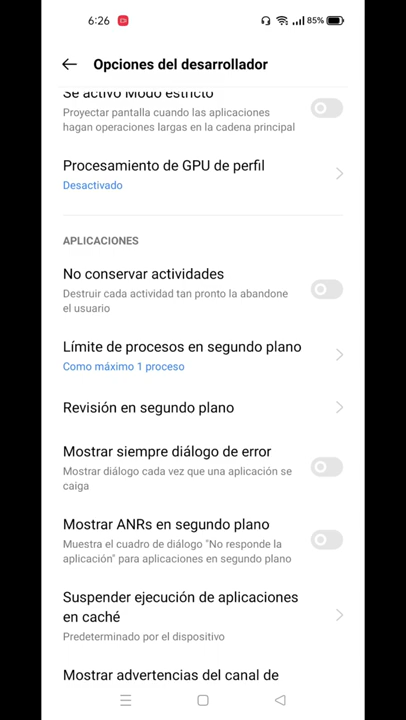 6:26
85%
Opciones del desarrollador
Se activó Modo estricto
Proyectar pantalla cuando las aplicaciones
hagan operaciones largas en la cadena principal
Procesamiento de GPU de perfil
Desactivado
APLICACIONES
No conservar actividades
Destruir cada actividad tan pronto la abandone
el usuario
Límite de procesos en segundo plano
Como máximo 1 proceso
Revisión en segundo plano
Mostrar siempre diálogo de error
Mostrar diálogo cada vez que una aplicación se
caiga
Mostrar ANRs en segundo plano
Muestra el cuadro de diálogo "No responde la
aplicación" para aplicaciones en segundo plano
Suspender ejecución de aplicaciones
en caché
Predeterminado por el dispositivo
Mostrar advertencias del canal de